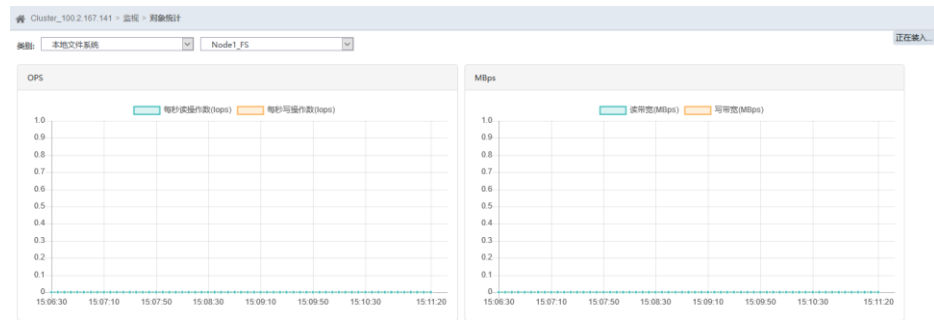 Cluster_100.2.167.141 > 监视 > 对象统计
类别: 本地文件系统 Node1_FS
正在装入...
OPS
每秒读操作数(Iops) 每秒写操作数(Iops)
1.0
0.9
0.8
0.7
0.6
0.5
0.4
0.3
0.2
0.1
0
15:06:30 15:07:10 15:07:50 15:08:30 15:09:10 15:09:50 15:10:30 15:11:20
MBps
读带宽(MBps) 写带宽(MBps)
1.0
0.9
0.8
0.7
0.6
0.5
0.4
0.3
0.2
0.1
0
15:06:30 15:07:10 15:07:50 15:08:30 15:09:10 15:09:50 15:10:30 15:11:20